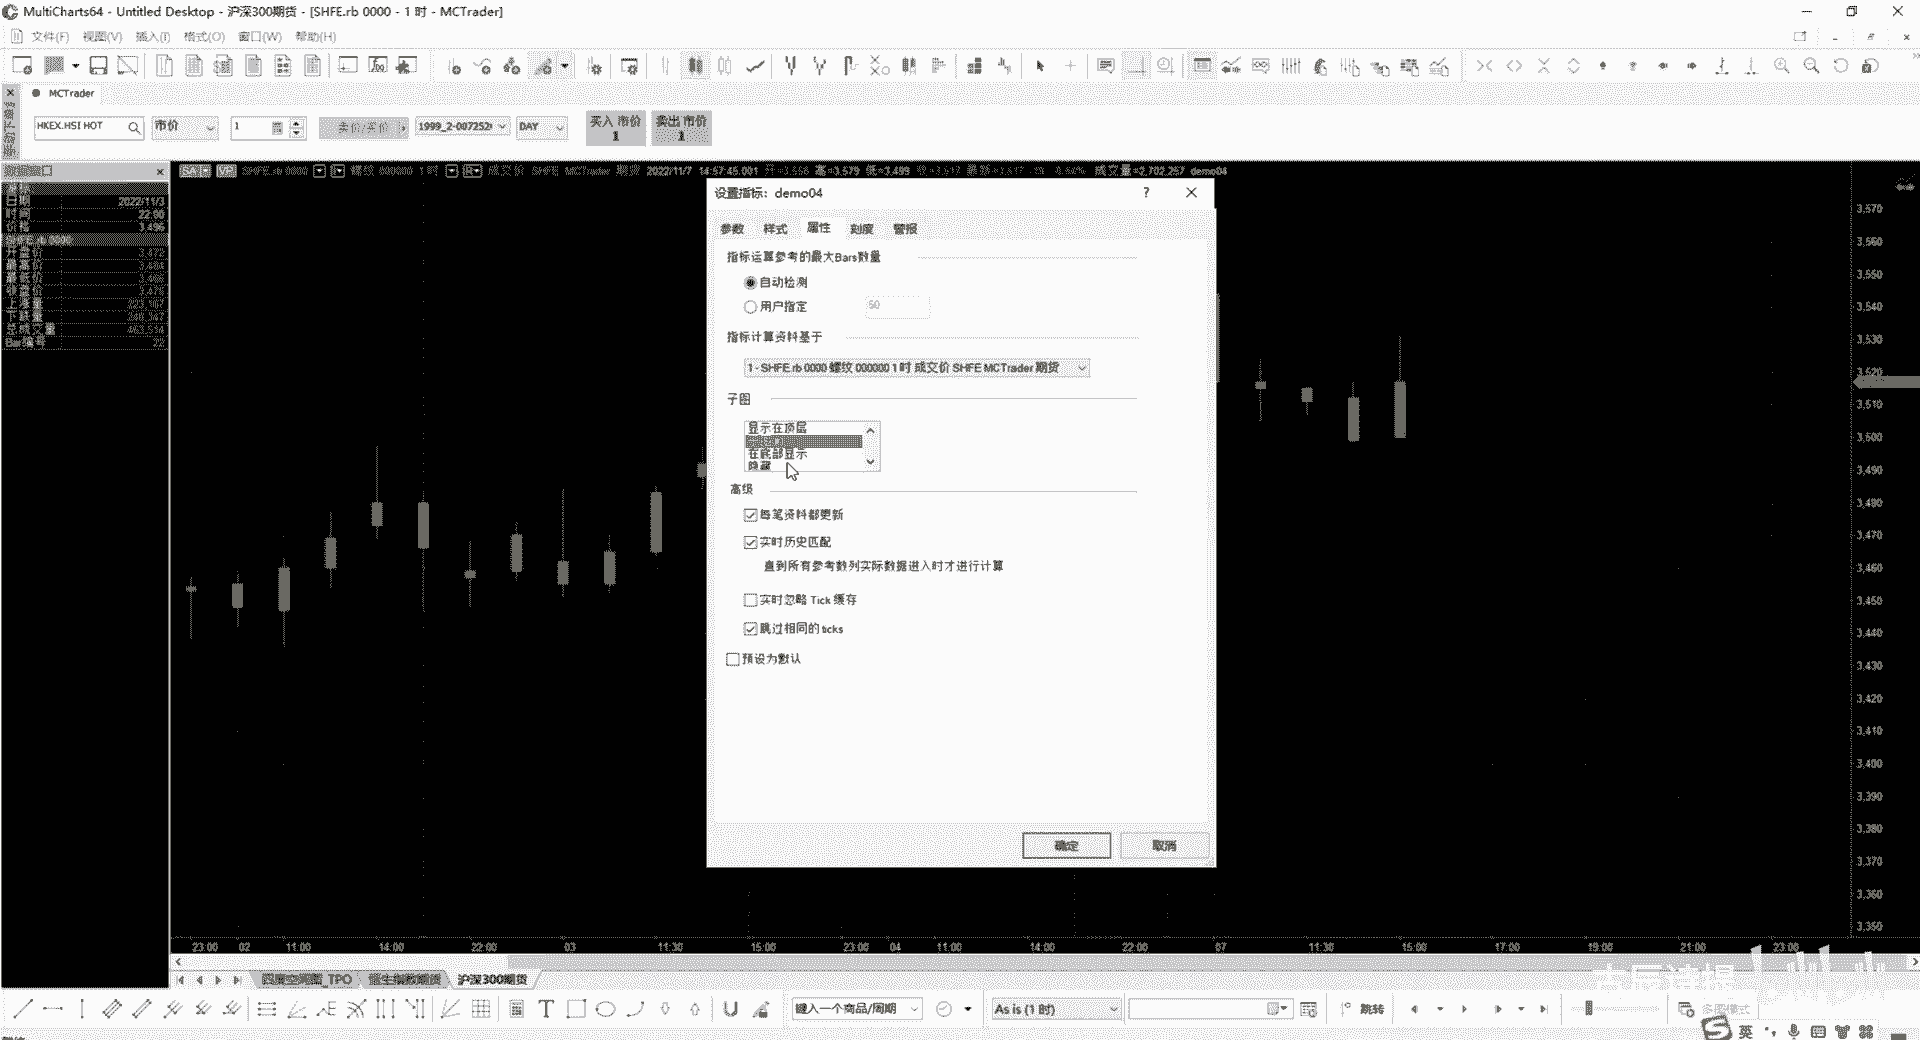 MultiCharts64 - Untitled Desktop - 沪深300期货 - [SHFE.rb 0000 - 1 时 - MCTrader]
文件(F) 视图(V) 插入(I) 格式(O) 窗口(W) 帮助(H)
MCTrader
HKEX.HSI HOT 市价 1 卖价/买价 1999_2-007252 DAY 买入 市价 1 卖出 市价 1
SA VP SHFE.rb 0000 螺纹 000000 1 时 成交价 SHFE MCTrader 期货 2022/11/7 14:57:45.001 开=3,556 高=3,579 低=3,499 成交量=2,702,257 demo04
日期 2022/11/3
时间 22:00
价格 3,496
SHFE.rb 0000
开盘价 3,472
最高价 3,484
最低价 3,466
收盘价 3,476
上涨量 223,167
下跌量 240,347
总成交量 463,514
Bar编号 22
设置指标: demo04
参数 样式 属性 刻度 警报
指标运算参考的最大Bars数量
自动检测
用户指定 50
指标计算资料基于
1 - SHFE.rb 0000 螺纹 000000 1 时 成交价 SHFE MCTrader 期货
子图
显示在顶层
在底部显示
隐藏
高级
每笔资料都更新
实时历史匹配
直到所有参考数列实际数据进入时才进行计算
实时忽略 Tick 缓存
跳过相同的 ticks
预设为默认
确定 取消
3,570
3,560
3,550
3,540
3,530
3,520
3,510
3,500
3,490
3,480
3,470
3,460
3,450
3,440
3,430
3,420
3,410
3,400
3,390
3,380
3,370
3,360
3,350
23:00 02 11:00 14:00 22:00 03 11:30 15:00 23:00 04 11:00 14:00 22:00 07 11:30 15:00 17:00 19:00 21:00 23:00
四度空间图_TPO 恒生指数期货 沪深300期货
键入一个商品/周期 As is (1 时) 跳转 多图模式
英